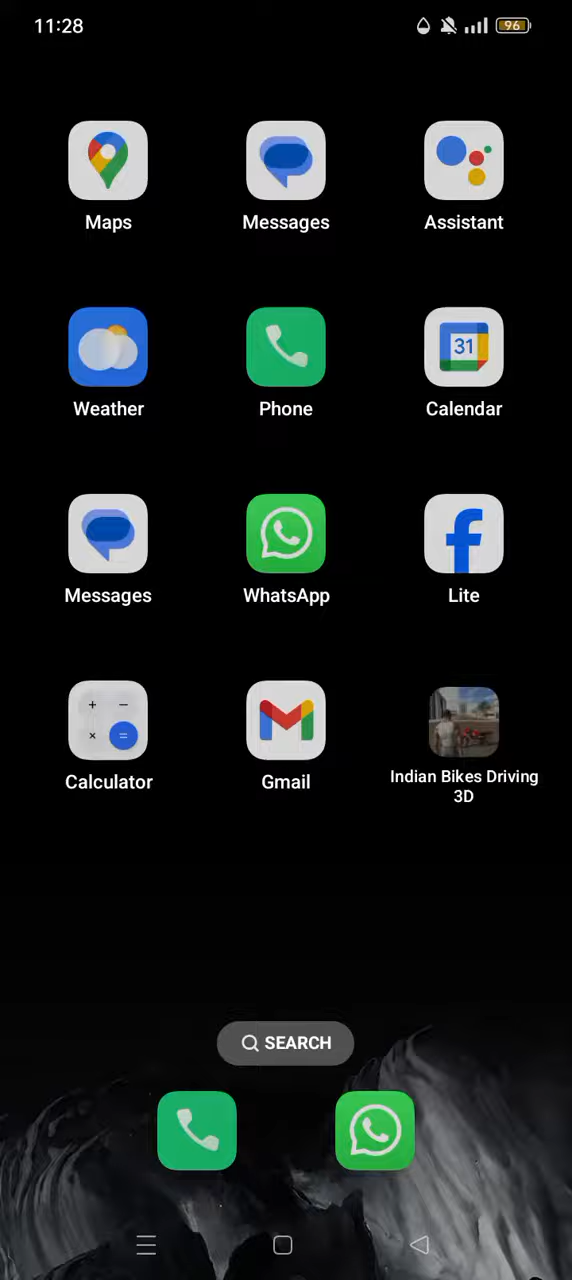 11:28
96
Maps
Messages
Assistant
31
Weather
Phone
Calendar
Messages
WhatsApp
Lite
Calculator
Gmail
Indian Bikes Driving
3D
SEARCH